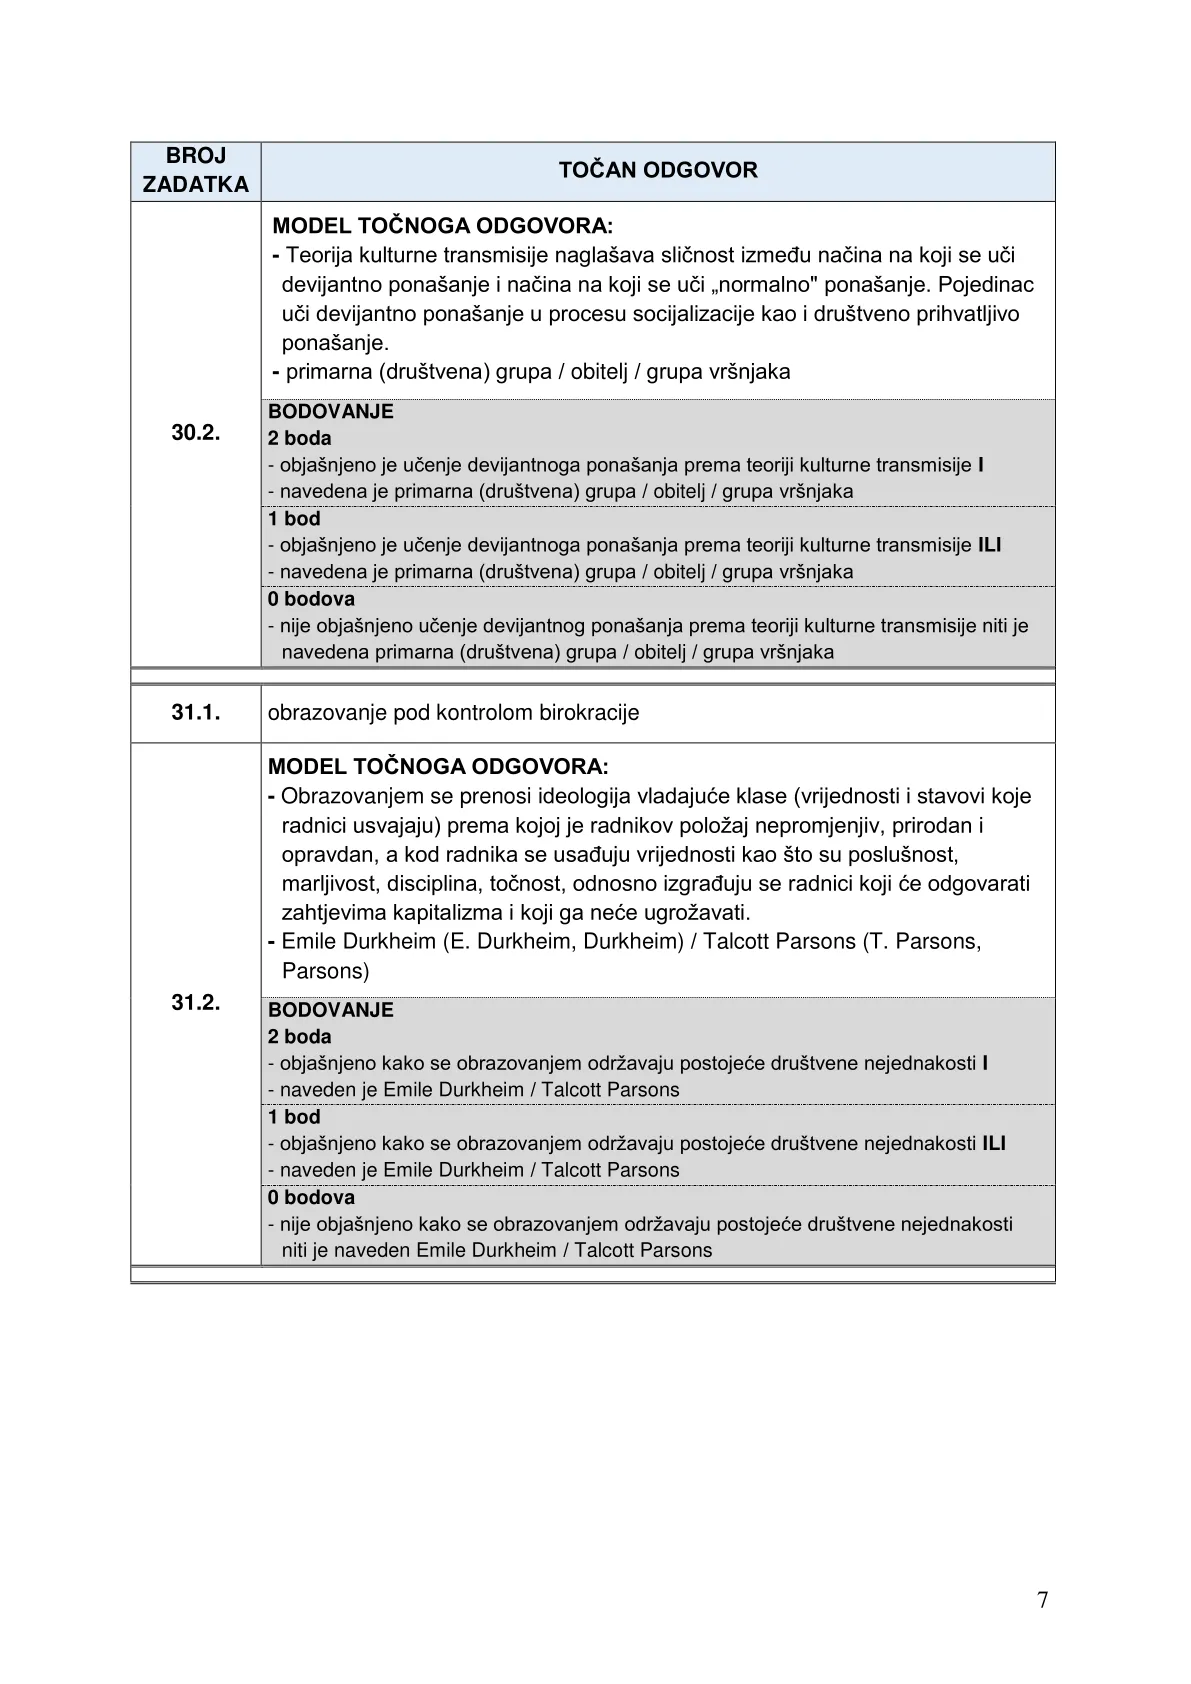 BROJ
ZADATKA
TOČAN ODGOVOR
30.2.
MODEL TOČNOGA ODGOVORA:
- Teorija kulturne transmisije naglašava sličnost između načina na koji se uči
devijantno ponašanje i načina na koji se uči „normalno" ponašanje. Pojedinac
uči devijantno ponašanje u procesu socijalizacije kao i društveno prihvatljivo
ponašanje.
- primarna (društvena) grupa / obitelj / grupa vršnjaka
BODOVANJE
2 boda
- objašnjeno je učenje devijantnoga ponašanja prema teoriji kulturne transmisije I
- navedena je primarna (društvena) grupa / obitelj / grupa vršnjaka
1 bod
- objašnjeno je učenje devijantnoga ponašanja prema teoriji kulturne transmisije ILI
- navedena je primarna (društvena) grupa / obitelj / grupa vršnjaka
0 bodova
- nije objašnjeno učenje devijantnog ponašanja prema teoriji kulturne transmisije niti je
navedena primarna (društvena) grupa / obitelj / grupa vršnjaka
31.1.
obrazovanje pod kontrolom birokracije
31.2.
MODEL TOČNOGA ODGOVORA:
- Obrazovanjem se prenosi ideologija vladajuće klase (vrijednosti i stavovi koje
radnici usvajaju) prema kojoj je radnikov položaj nepromjenjiv, prirodan i
opravdan, a kod radnika se usađuju vrijednosti kao što su poslušnost,
marljivost, disciplina, točnost, odnosno izgrađuju se radnici koji će odgovarati
zahtjevima kapitalizma i koji ga neće ugrožavati.
- Emile Durkheim (E. Durkheim, Durkheim) / Talcott Parsons (T. Parsons,
Parsons)
BODOVANJE
2 boda
- objašnjeno kako se obrazovanjem održavaju postojeće društvene nejednakosti I
- naveden je Emile Durkheim / Talcott Parsons
1 bod
- objašnjeno kako se obrazovanjem održavaju postojeće društvene nejednakosti ILI
- naveden je Emile Durkheim / Talcott Parsons
0 bodova
- nije objašnjeno kako se obrazovanjem održavaju postojeće društvene nejednakosti
niti je naveden Emile Durkheim / Talcott Parsons
7